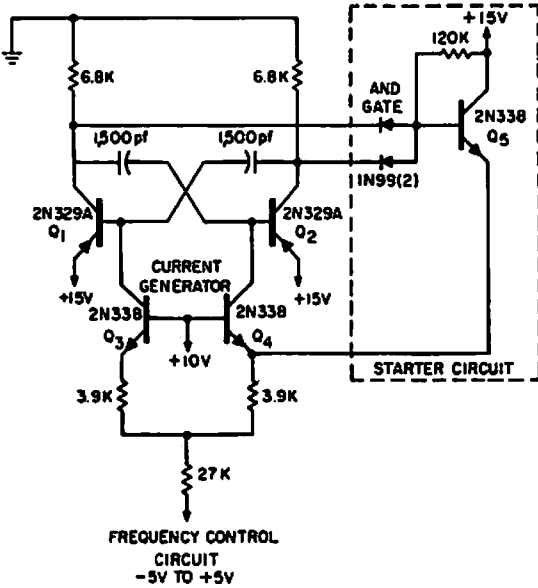 +15V
120K
6.8K
6.8K
AND
GATE
2N338
Q5
1,500pf
1,500pf
1N99(2)
2N329A
Q1
2N329A
Q2
+15V
CURRENT
GENERATOR
+15V
2N338
Q3
2N338
Q4
+10V
STARTER CIRCUIT
3.9K
3.9K
27K
FREQUENCY CONTROL
CIRCUIT
-5V TO +5V